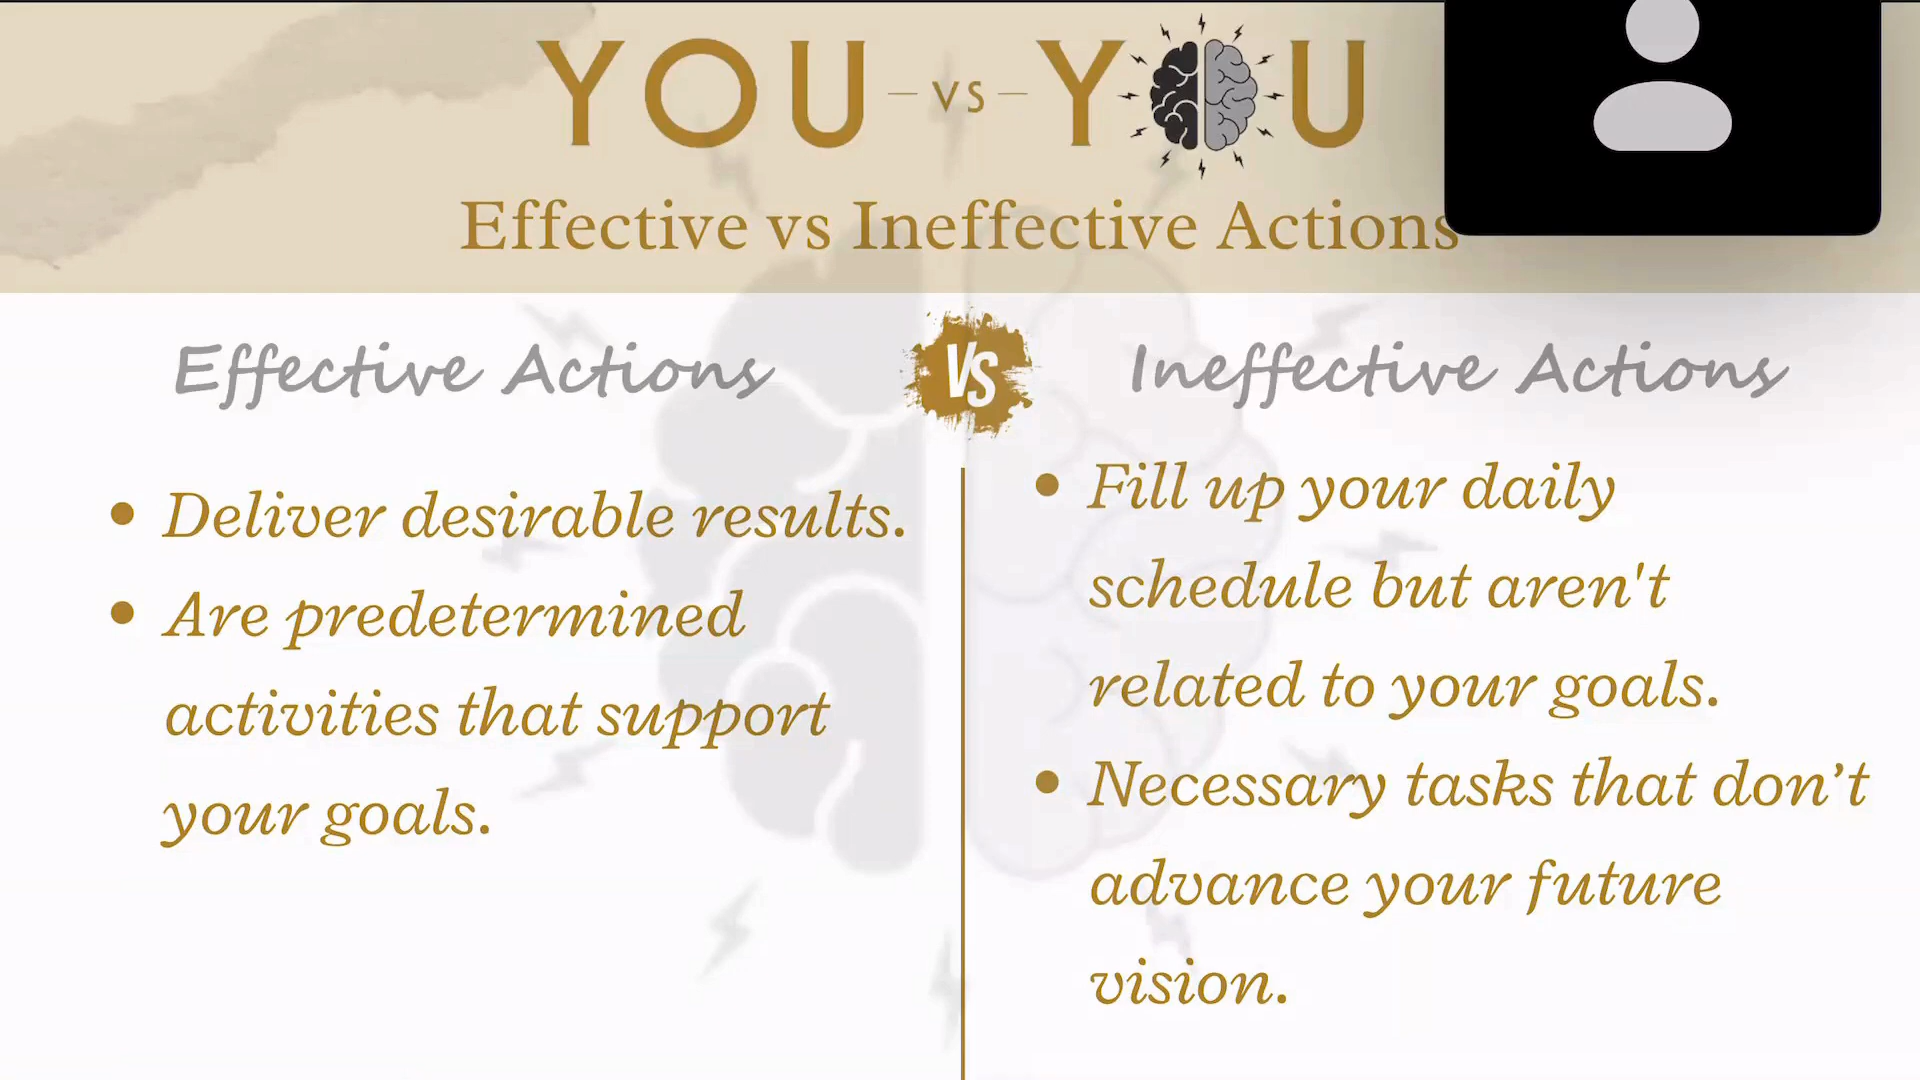 YOU - VS - YOU
Effective vs Ineffective Actions
Effective Actions
VS
Ineffective Actions
• Deliver desirable results.
• Are predetermined
activities that support
your goals.
• Fill up your daily
schedule but aren't
related to your goals.
• Necessary tasks that don’t
advance your future
vision.